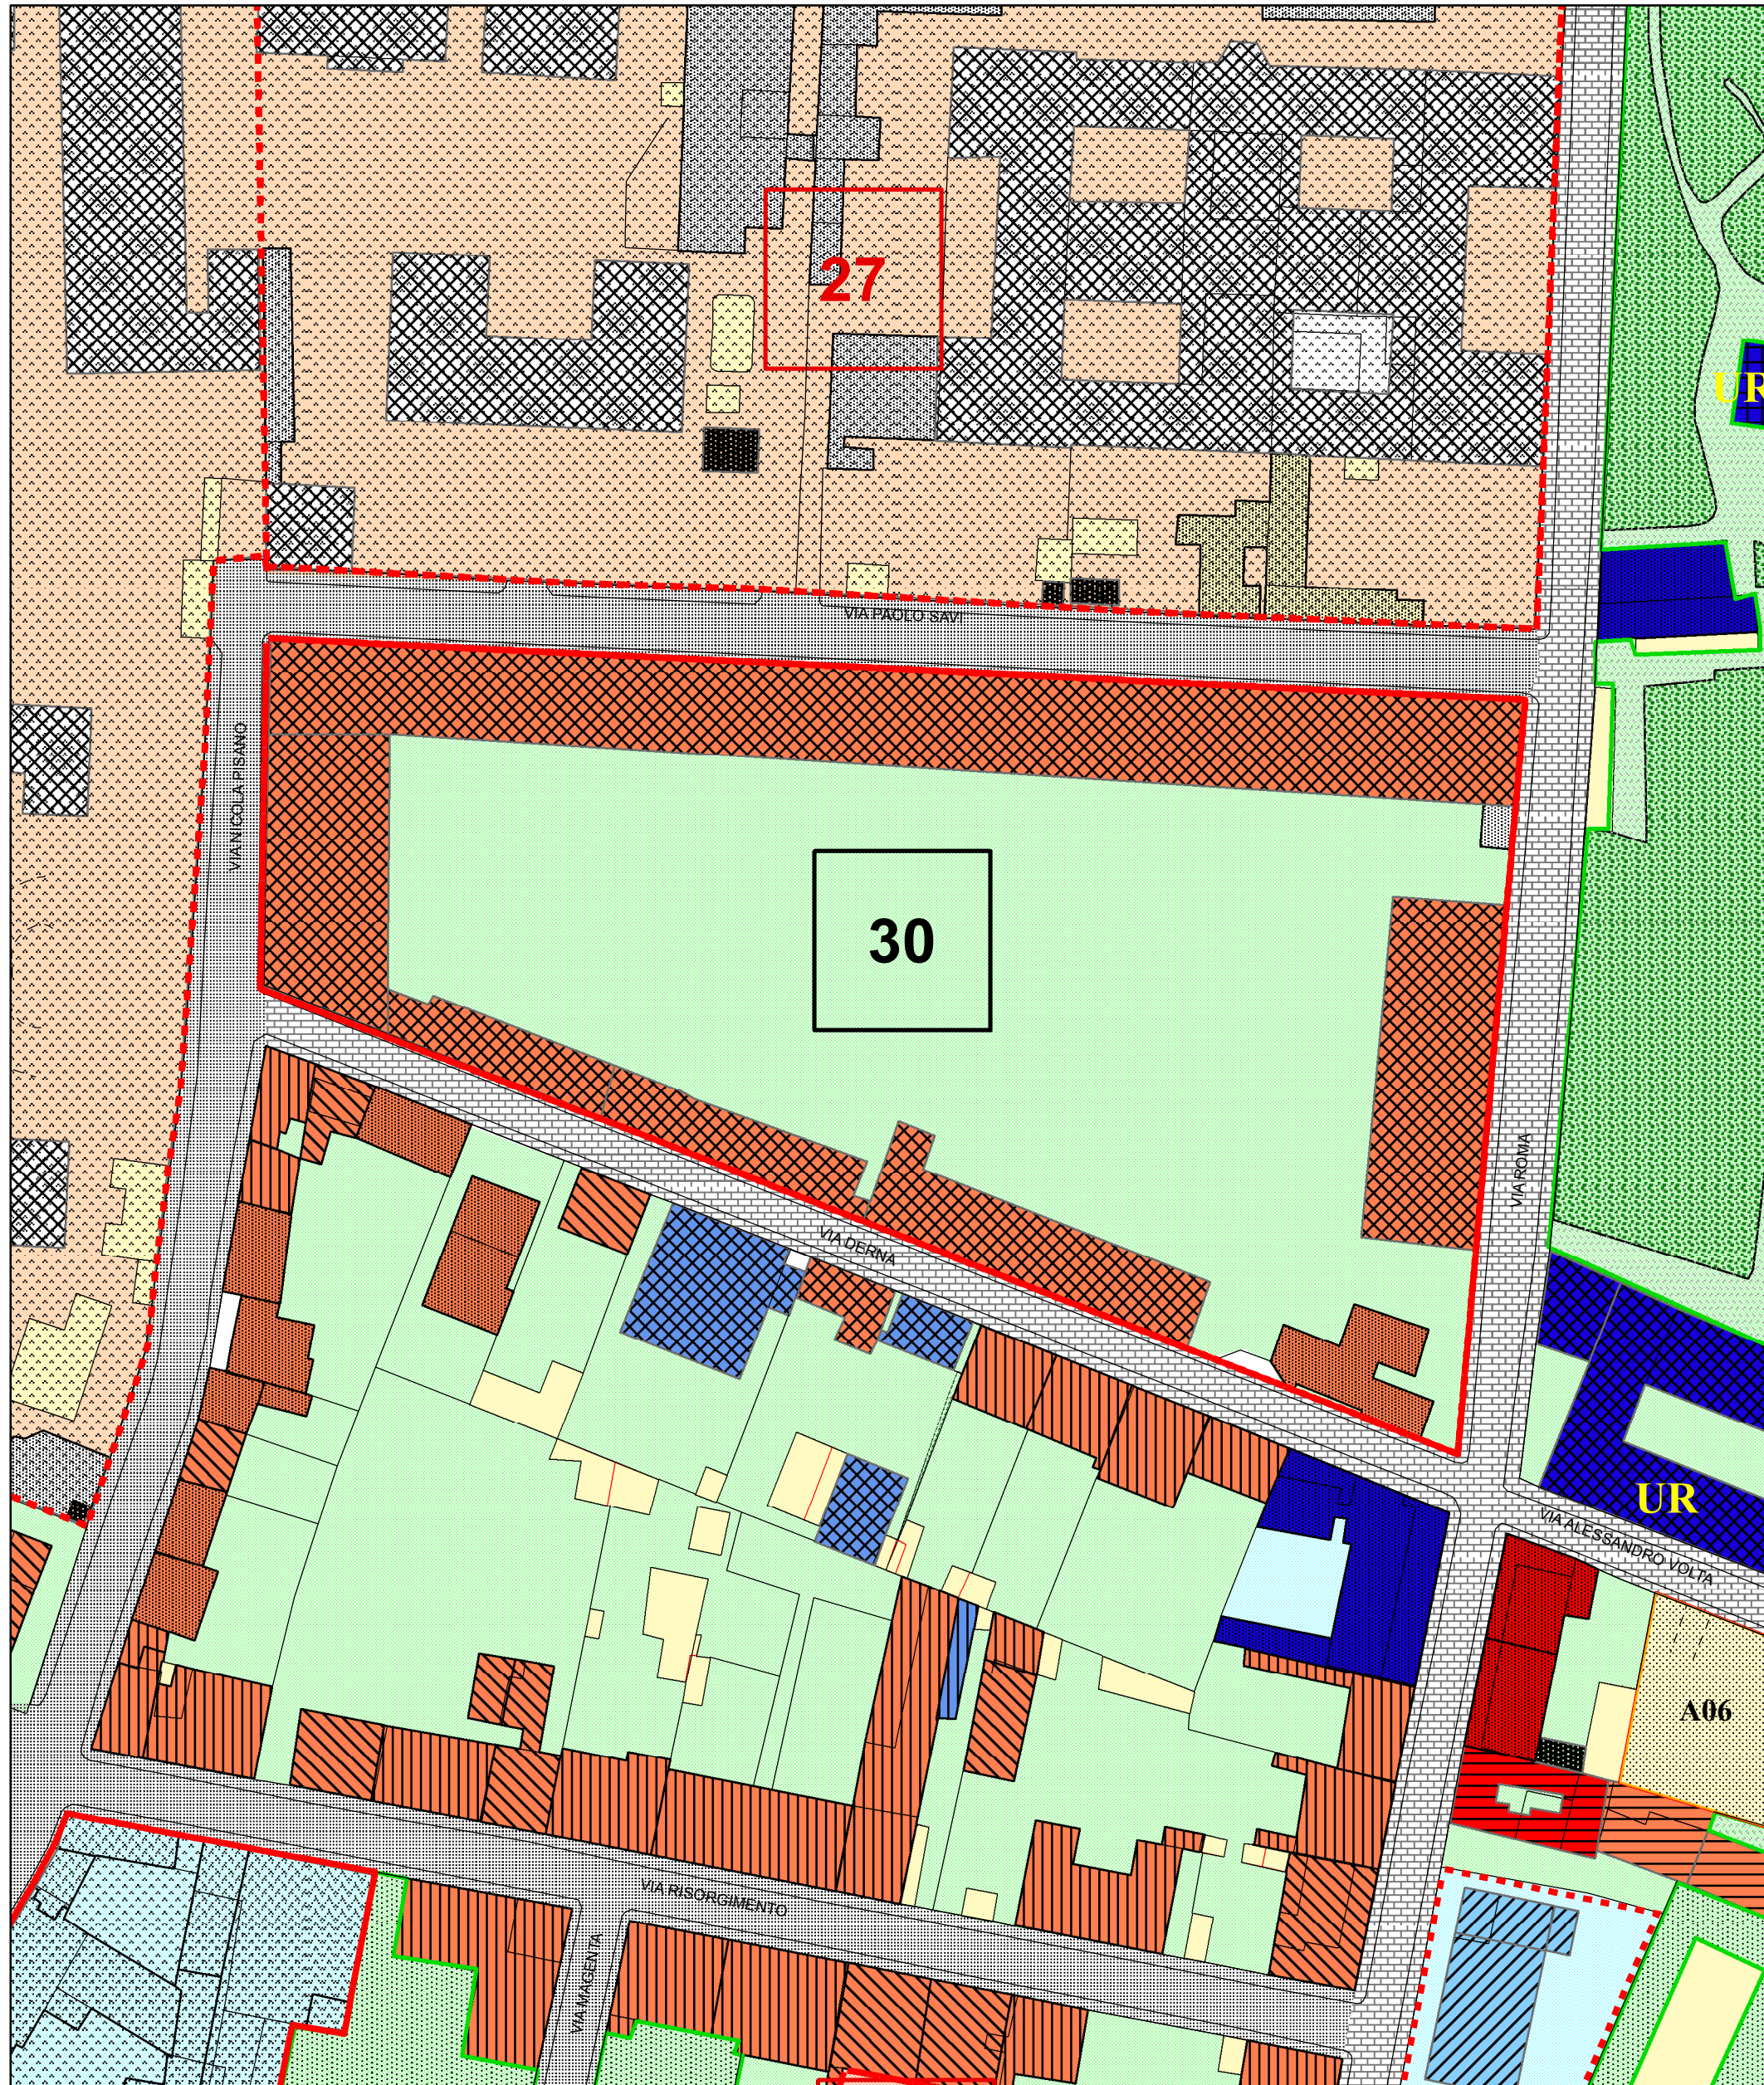 27
UR
VIA PAOLO SAVI
VIA NICOLA PISANO
30
VIA ROMA
VIA DERNA
UR
VIA ALESSANDRO VOLTA
A06
VIA RISORGIMENTO
VIA MAGENTA